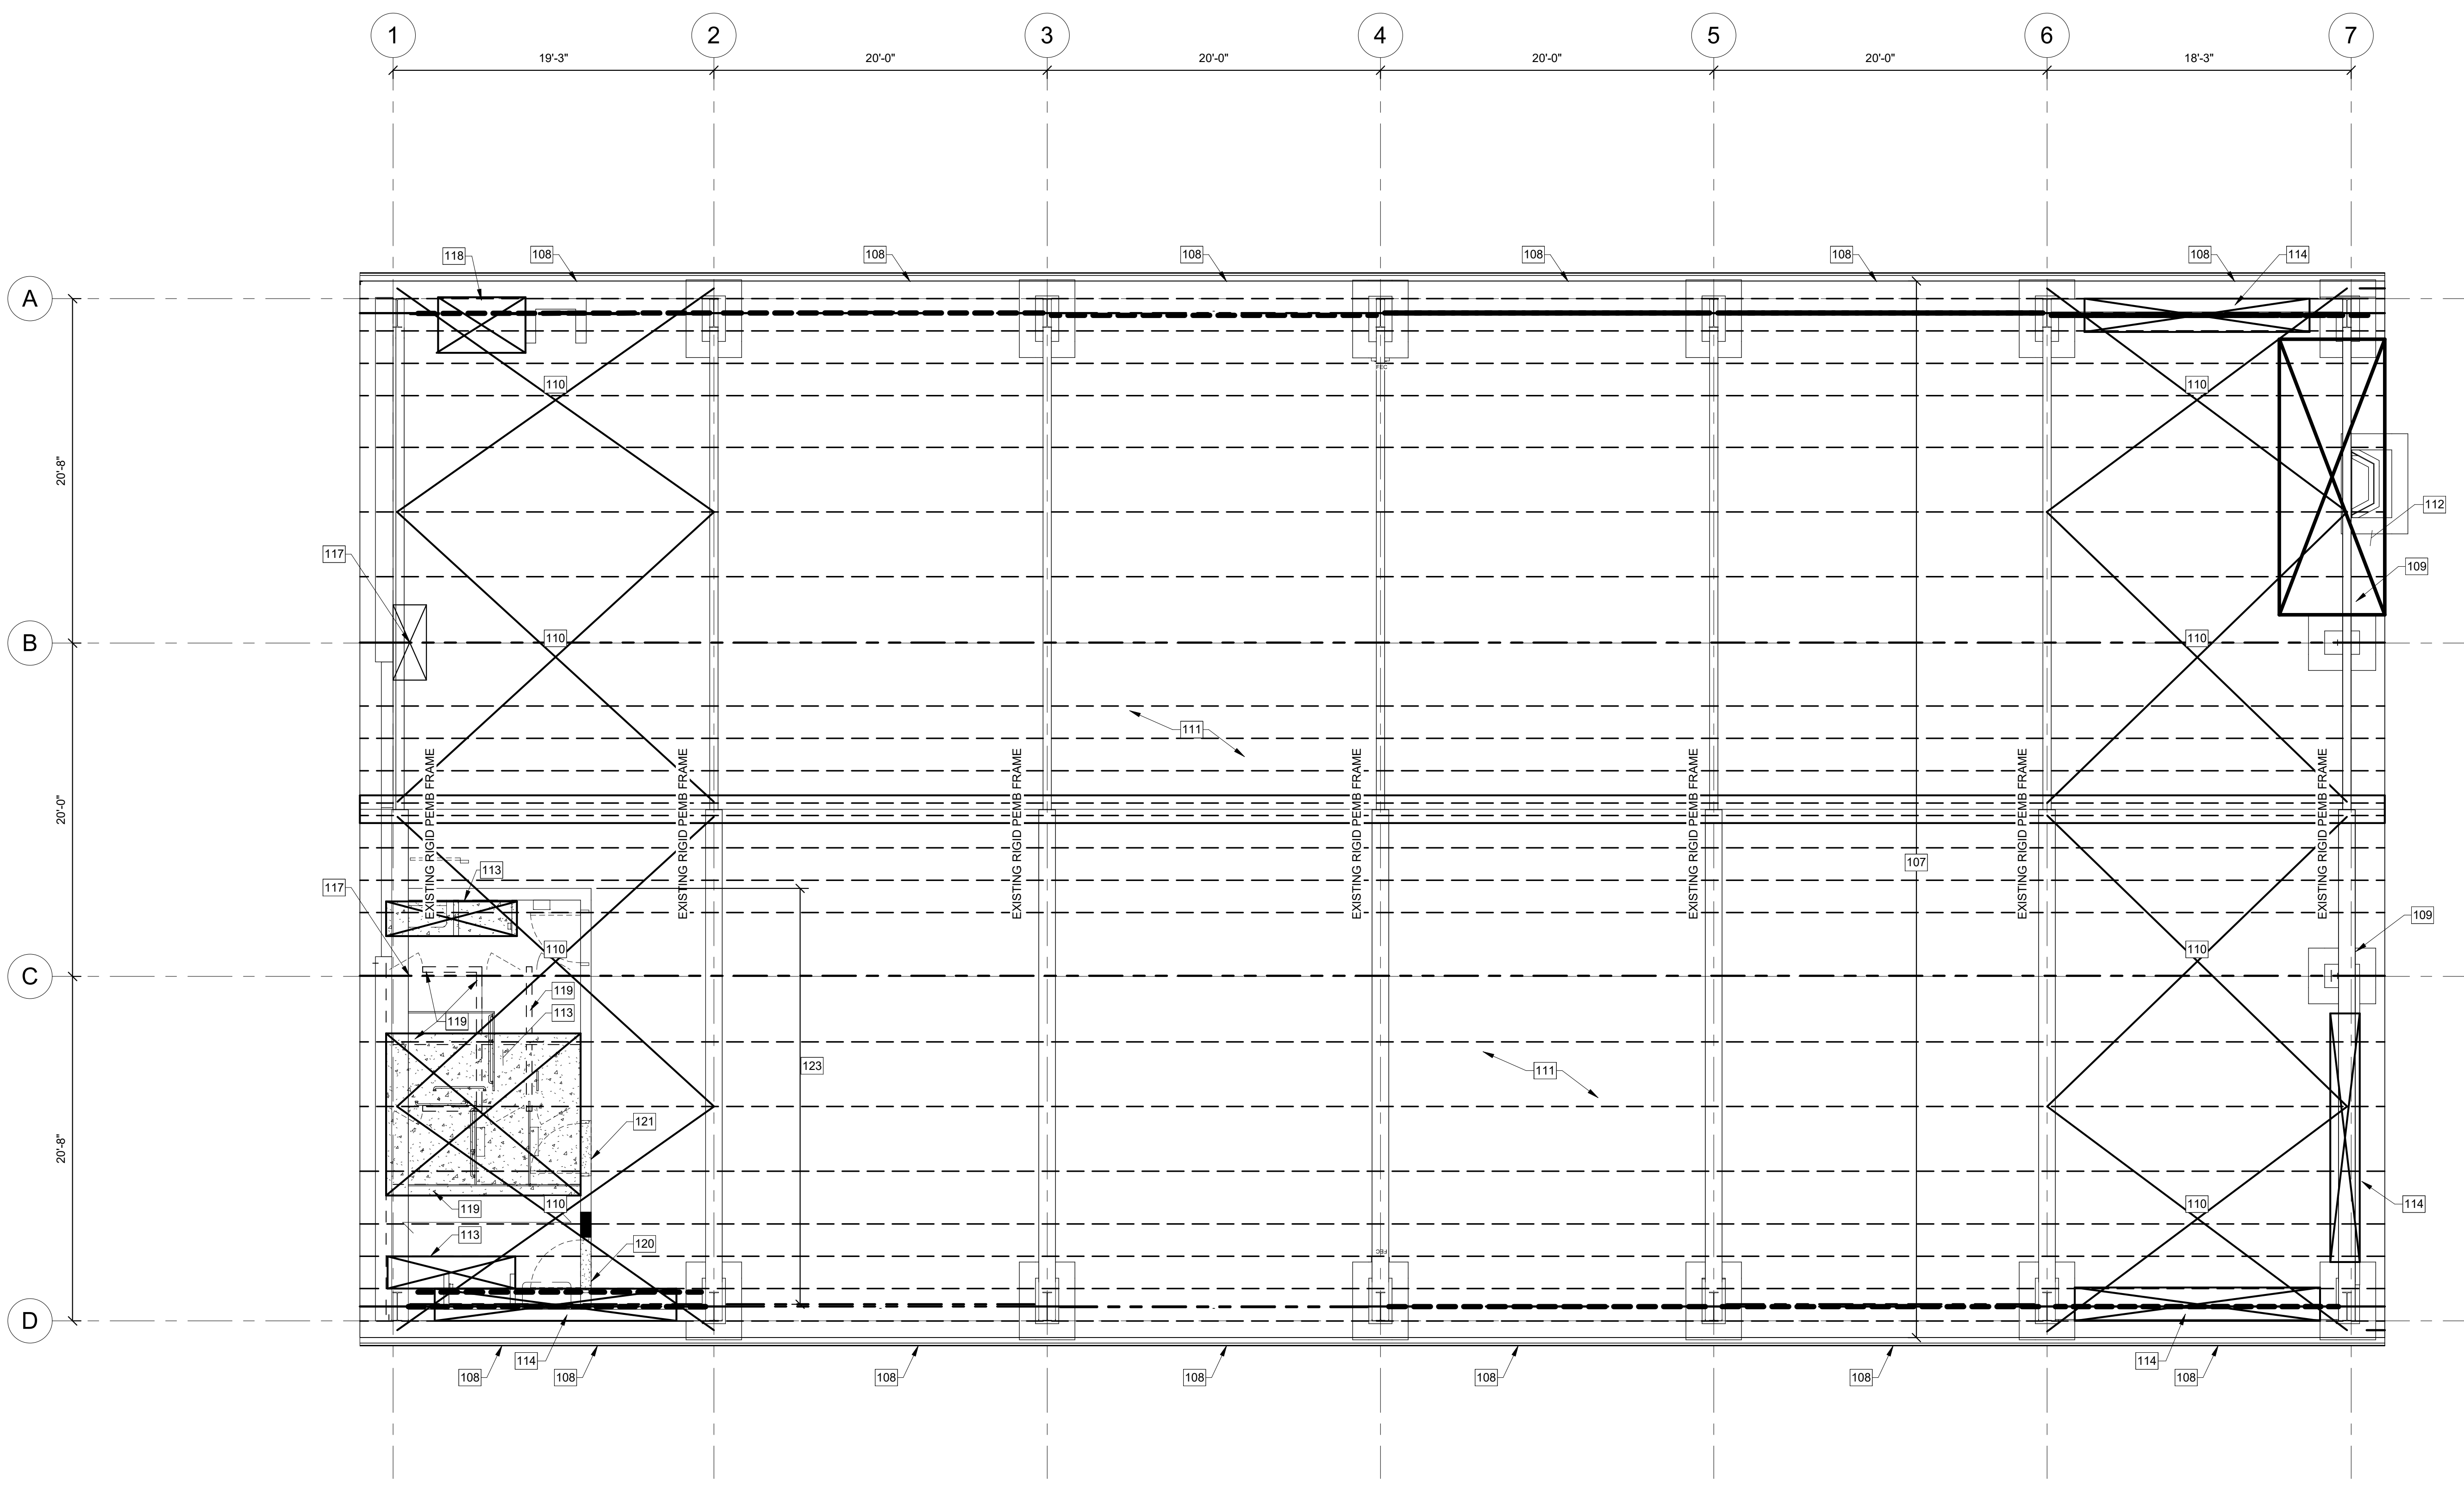 1 2 3 4 5 6 7
19'-3" 20'-0" 20'-0" 20'-0" 20'-0" 18'-3"
118 108 108 108 108 108 108 114
A
FEC
110 110
20'-8"
112
117
109
B
110 110
111
EXISTING RIGID PEMB FRAME
EXISTING RIGID PEMB FRAME
EXISTING RIGID PEMB FRAME
EXISTING RIGID PEMB FRAME
EXISTING RIGID PEMB FRAME
EXISTING RIGID PEMB FRAME
EXISTING RIGID PEMB FRAME
20'-0"
107
113
117
109
110 110
C
119
113
119
123
111
121
20'-8"
110 110
114
119
113
120
FEC
D
114 114
108 108 108 108 108 108 108